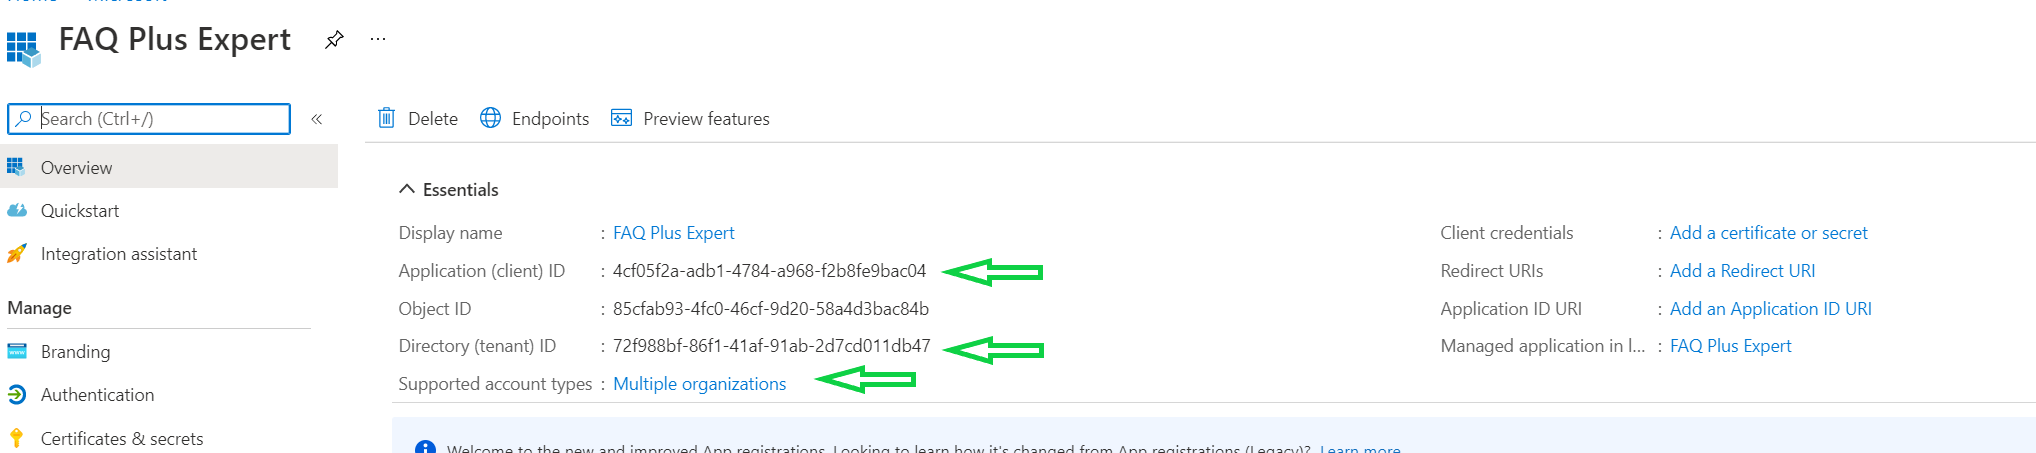 FAQ Plus Expert
Search (Ctrl+/)
Overview
Quickstart
Integration assistant
Manage
Branding
Authentication
Certificates & secrets
Delete
Endpoints
Preview features
Essentials
Display name : FAQ Plus Expert
Application (client) ID : 4cf05f2a-adb1-4784-a968-f2b8fe9bac04
Object ID : 85cfab93-4fc0-46cf-9d20-58a4d3bac84b
Directory (tenant) ID : 72f988bf-86f1-41af-91ab-2d7cd011db47
Supported account types : Multiple organizations
Client credentials : Add a certificate or secret
Redirect URIs : Add a Redirect URI
Application ID URI : Add an Application ID URI
Managed application in l... : FAQ Plus Expert
Welcome to the new and improved App registrations. Looking to learn how it's changed from App registrations (Legacy)? Learn more